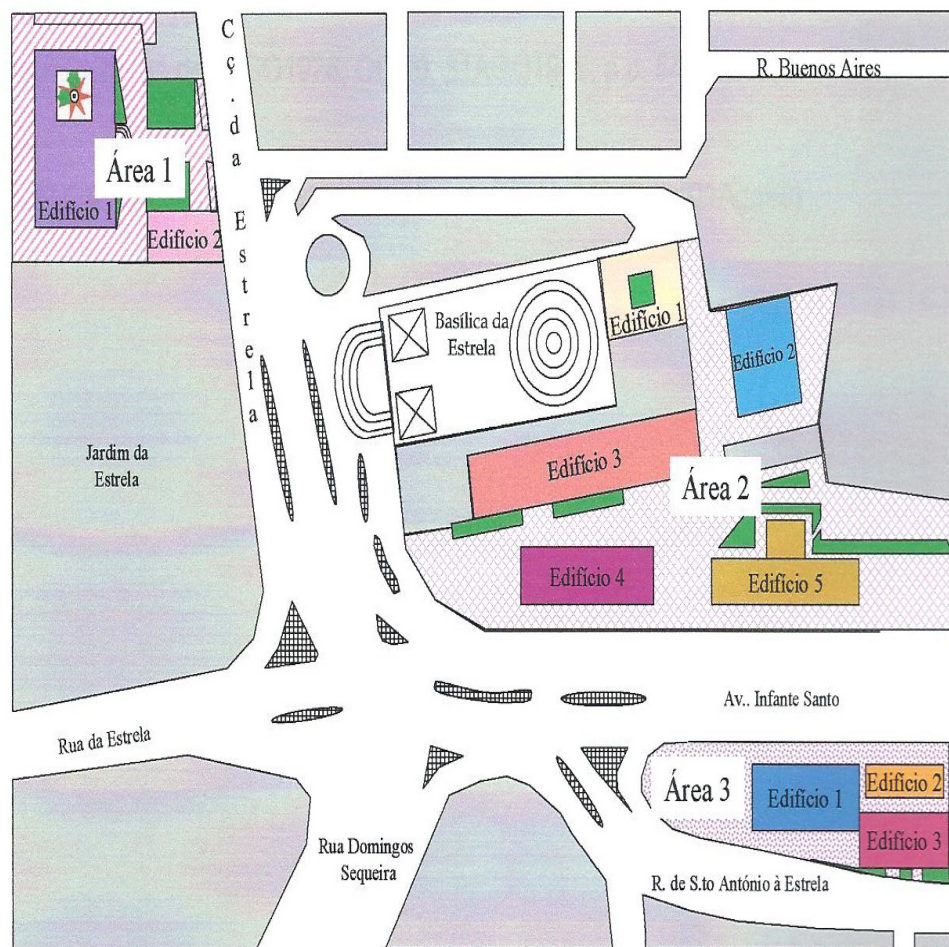 Cç. da Estrela
R. Buenos Aires
Área 1
Edifício 1
Edifício 2
Basílica da
Estrela
Edifício 1
Edifício 2
Jardim da
Estrela
Edifício 3
Área 2
Edifício 4
Edifício 5
Av.. Infante Santo
Rua da Estrela
Área 3
Edifício 1
Edifício 2
Edifício 3
Rua Domingos
Sequeira
R. de S.to António à Estrela